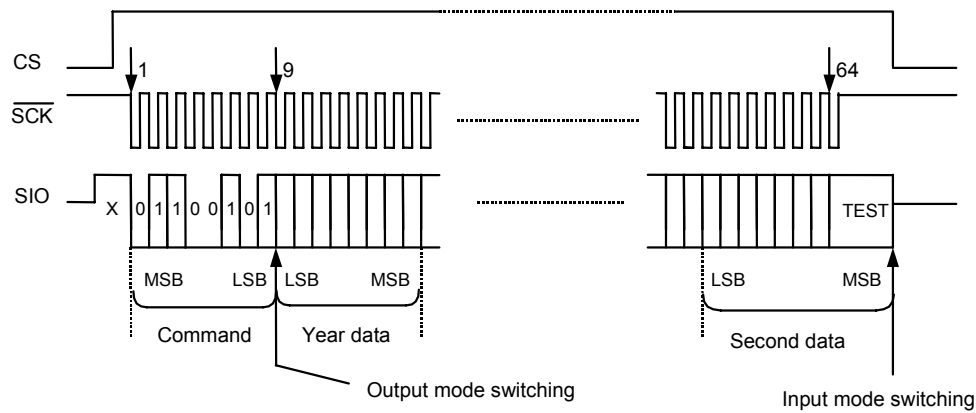 CS
1
9
64
SCK
SIO
X 0 1 1 0 0 1 0 1
TEST
MSB LSB LSB MSB LSB MSB
Command Year data Second data
Output mode switching
Input mode switching